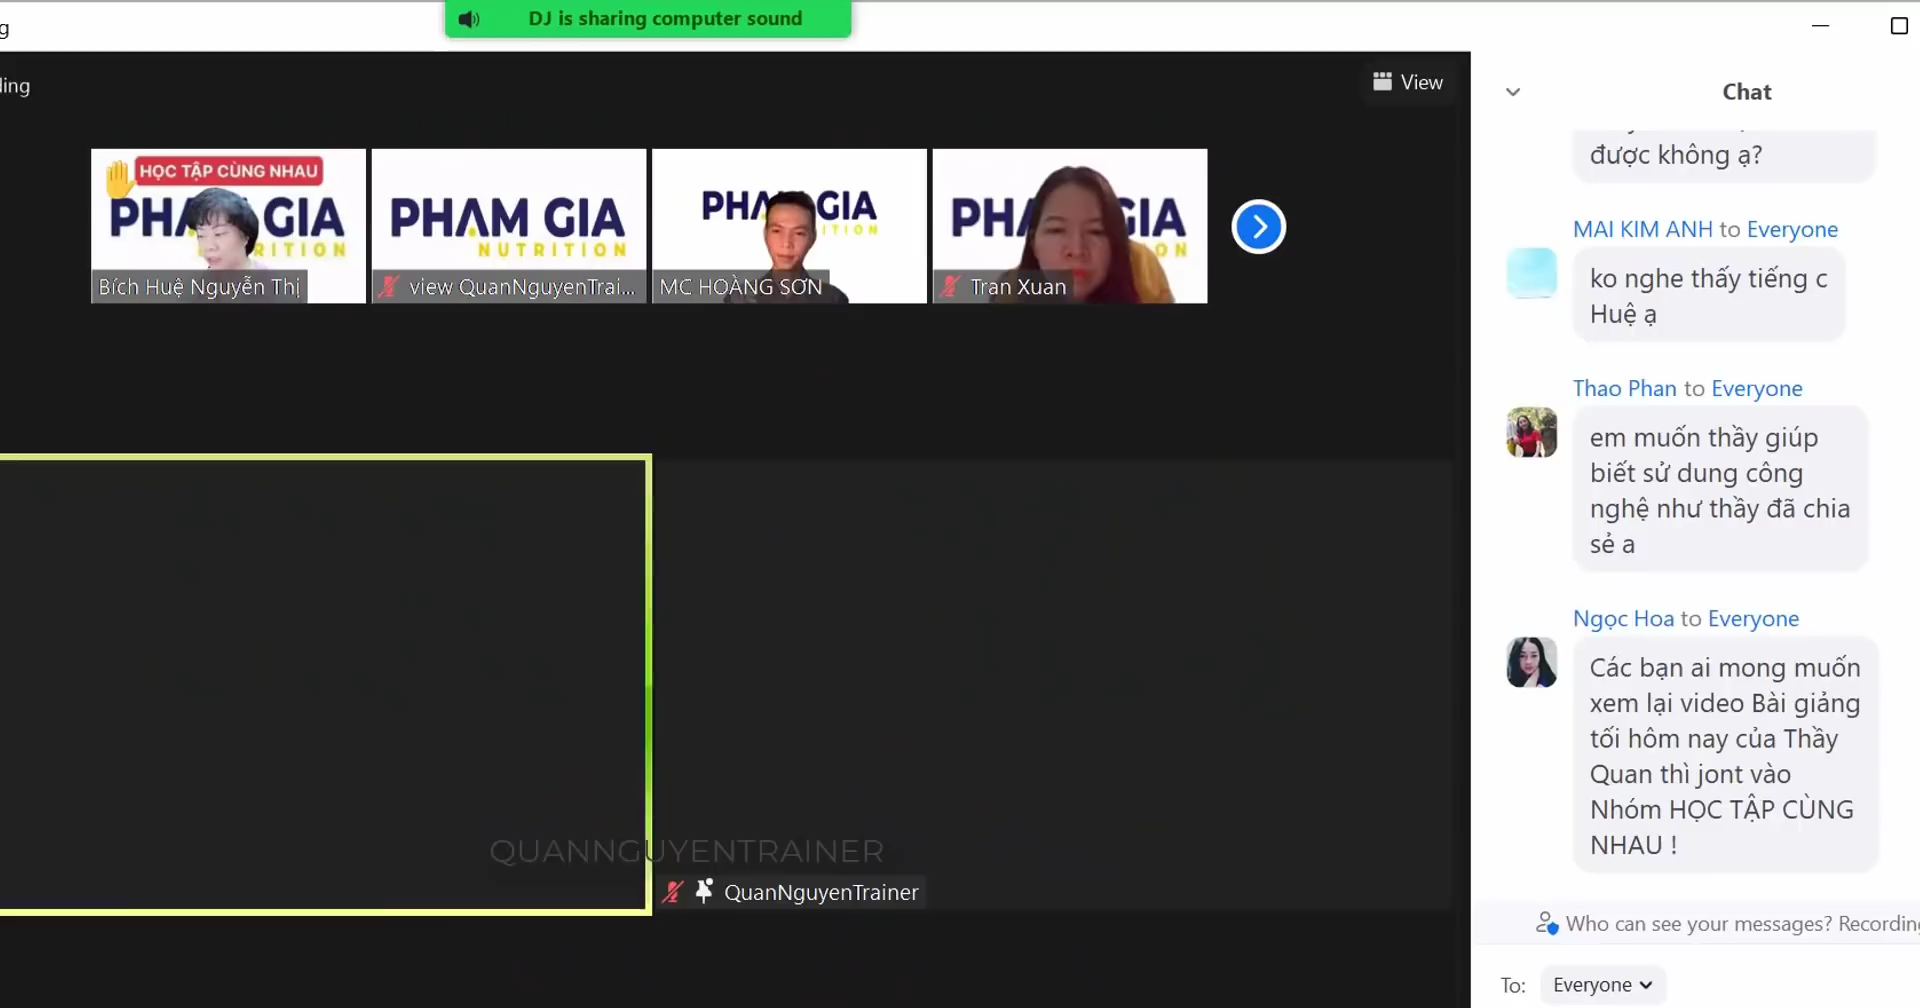 DJ is sharing computer sound
View
HỌC TẬP CÙNG NHAU
PHAM GIA
NUTRITION
Bích Huệ Nguyễn Thị
view QuanNguyenTrai...
MC HOÀNG SƠN
Tran Xuan
QUANNGUYENTRAINER
QuanNguyenTrainer
Chat
được không ạ?
MAI KIM ANH to Everyone
ko nghe thấy tiếng c
Huệ ạ
Thao Phan to Everyone
em muốn thầy giúp
biết sử dung công
nghệ như thầy đã chia
sẻ a
Ngọc Hoa to Everyone
Các bạn ai mong muốn
xem lại video Bài giảng
tối hôm nay của Thầy
Quan thì jont vào
Nhóm HỌC TẬP CÙNG
NHAU !
Who can see your messages? Recording
To: Everyone